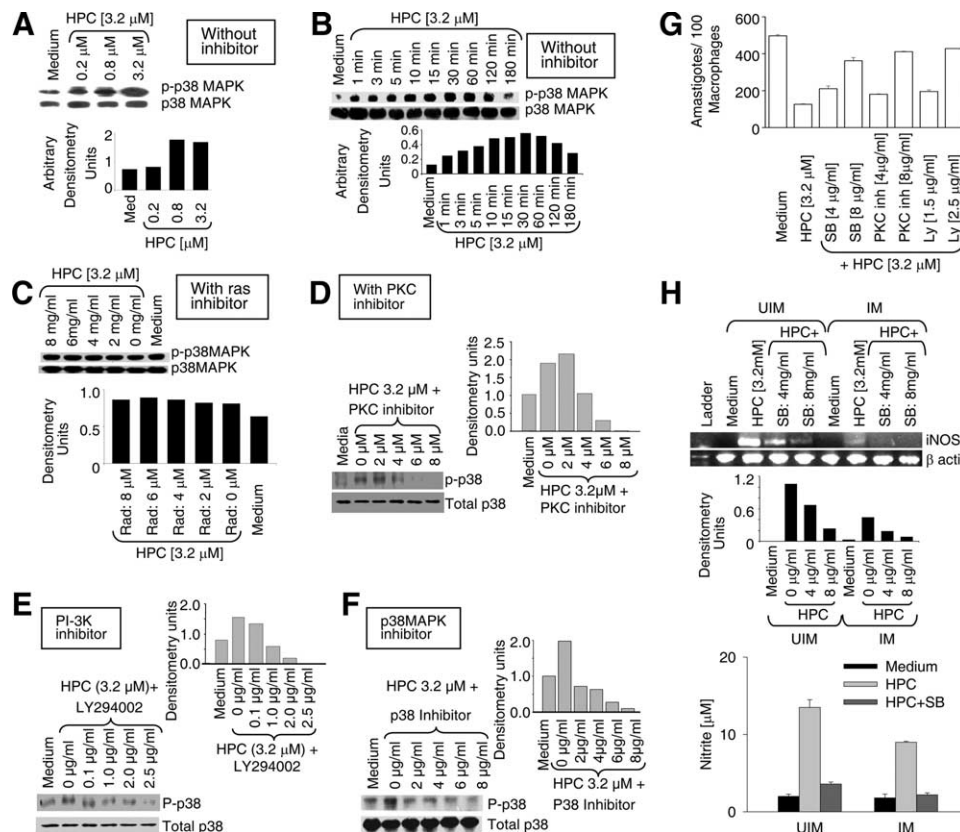 A
HPC [3.2 μM]
Medium
0.2 μM
0.8 μM
3.2 μM
Without
inhibitor
p-p38 MAPK
p38 MAPK
Arbitrary
Densitometry
Units
2
1
0
Med
0.2
0.8
3.2
HPC [μM]
B
HPC [3.2 μM]
Medium
1 min
3 min
5 min
10 min
15 min
30 min
60 min
120 min
180 min
Without
inhibitor
p-p38 MAPK
p38 MAPK
Arbitrary
Densitometry
Units
0.6
0.4
0.2
0
Medium
1 min
3 min
5 min
10 min
15 min
30 min
60 min
120 min
180 min
HPC [3.2 μM]
C
HPC [3.2 μM]
8 mg/ml
6mg/ml
4 mg/ml
2 mg/ml
0 mg/ml
Medium
With ras
inhibitor
p-p38MAPK
p38MAPK
Densitometry
Units
1.0
0.5
0
Rad: 8 μM
Rad: 6 μM
Rad: 4 μM
Rad: 2 μM
Rad: 0 μM
Medium
HPC [3.2 μM]
D
With PKC
inhibitor
HPC 3.2 μM +
PKC inhibitor
Media
0 μM
2 μM
4 μM
6 μM
8 μM
p-p38
Total p38
Densitometry units
2.5
2.0
1.5
1.0
0.5
0.0
Medium
0 μM
2 μM
4 μM
6 μM
8 μM
HPC 3.2μM +
PKC inhibitor
E
PI-3K
inhibitor
HPC (3.2 μM)+
LY294002
Medium
0 μg/ml
0.1 μg/ml
1.0 μg/ml
2.0 μg/ml
2.5 μg/ml
P-p38
Total p38
Densitometry units
2.0
1.0
0.0
Medium
0 μg/ml
0.1 μg/ml
1.0 μg/ml
2.0 μg/ml
2.5 μg/ml
HPC (3.2 μM) +
LY294002
F
p38MAPK
inhibitor
HPC 3.2 μM +
p38 Inhibitor
Medium
0 μg/ml
2 μg/ml
4 μg/ml
6 μg/ml
8 μg/ml
P-p38
Total p38
Densitometry units
2.0
1.0
0.0
Medium
0 μg/ml
2 μg/ml
4μg/ml
6μg/ml
8μg/ml
HPC 3.2 μM +
P38 Inhibitor
G
Amastigotes/ 100
Macrophages
600
400
200
0
Medium
HPC [3.2 μM]
SB [4 μg/ml]
SB [8 μg/ml]
PKC inh [4μg/ml]
PKC inh [8μg/ml]
Ly [1.5 μg/ml]
Ly [2.5 μg/ml]
+ HPC [3.2 μM]
H
UIM
IM
HPC+
HPC+
Ladder
Medium
HPC [3.2mM]
SB: 4mg/ml
SB: 8mg/ml
Medium
HPC [3.2mM]
SB: 4mg/ml
SB: 8mg/ml
iNOS
β acti
Densitometry
Units
1.2
0.8
0.4
0.0
Medium
0 μg/ml
4 μg/ml
8 μg/ml
Medium
0 μg/ml
4 μg/ml
8 μg/ml
HPC
HPC
UIM
IM
Nitrite [μM]
20
10
0
Medium
HPC
HPC+SB
UIM
IM